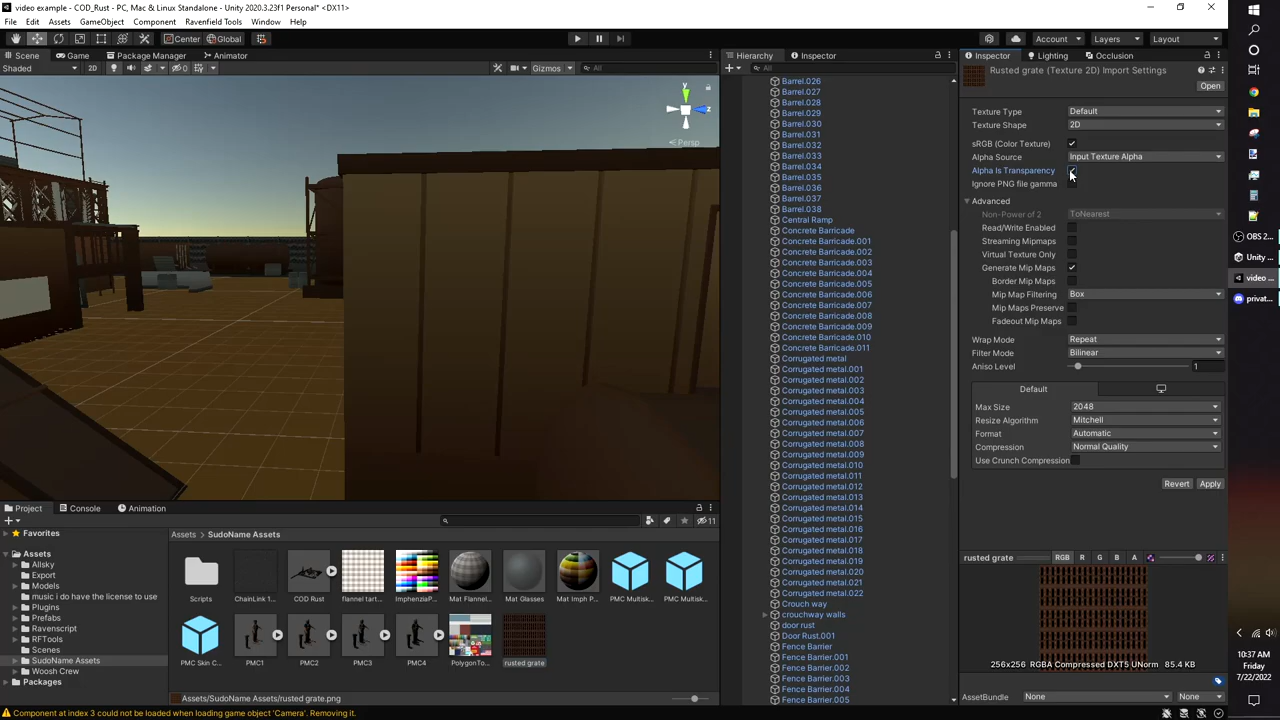 video example - COD_Rust - PC, Mac & Linux Standalone - Unity 2020.3.23f1 Personal* <DX11>
File Edit Assets GameObject Component Ravenfield Tools Window Help
Center Global
Account Layers Layout
Scene Game Package Manager Animator
Shaded 2D 0 Gizmos All
y z
Persp
Hierarchy Inspector
All
Barrel.026
Barrel.027
Barrel.028
Barrel.029
Barrel.030
Barrel.031
Barrel.032
Barrel.033
Barrel.034
Barrel.035
Barrel.036
Barrel.037
Barrel.038
Central Ramp
Concrete Barricade
Concrete Barricade.001
Concrete Barricade.002
Concrete Barricade.003
Concrete Barricade.004
Concrete Barricade.005
Concrete Barricade.006
Concrete Barricade.007
Concrete Barricade.008
Concrete Barricade.009
Concrete Barricade.010
Concrete Barricade.011
Corrugated metal
Corrugated metal.001
Corrugated metal.002
Corrugated metal.003
Corrugated metal.004
Corrugated metal.005
Corrugated metal.006
Corrugated metal.007
Corrugated metal.008
Corrugated metal.009
Corrugated metal.010
Corrugated metal.011
Corrugated metal.012
Corrugated metal.013
Corrugated metal.014
Corrugated metal.015
Corrugated metal.016
Corrugated metal.017
Corrugated metal.018
Corrugated metal.019
Corrugated metal.020
Corrugated metal.021
Corrugated metal.022
Crouch way
crouchway walls
door rust
Door Rust.001
Fence Barrier
Fence Barrier.001
Fence Barrier.002
Fence Barrier.003
Fence Barrier.004
Fence Barrier.005
Inspector Lighting Occlusion
Rusted grate (Texture 2D) Import Settings
Open
Texture Type Default
Texture Shape 2D
sRGB (Color Texture)
Alpha Source Input Texture Alpha
Alpha Is Transparency
Ignore PNG file gamma
Advanced
Non-Power of 2 ToNearest
Read/Write Enabled
Streaming Mipmaps
Virtual Texture Only
Generate Mip Maps
Border Mip Maps
Mip Map Filtering Box
Mip Maps Preserve
Fadeout Mip Maps
Wrap Mode Repeat
Filter Mode Bilinear
Aniso Level 1
Default
Max Size 2048
Resize Algorithm Mitchell
Format Automatic
Compression Normal Quality
Use Crunch Compression
Revert Apply
rusted grate RGB R G B A
256x256 RGBA Compressed DXT5 UNorm 85.4 KB
AssetBundle None None
Project Console Animation
11
Favorites
Assets
Allsky
Export
Models
music i do have the license to use
Plugins
Prefabs
Ravenscript
RFTools
Scenes
SudoName Assets
Woosh Crew
Packages
Assets SudoName Assets
Scripts ChainLink 1... COD Rust flannel tart... ImphenziaP... Mat Flannel... Mat Glasses Mat Imph P... PMC Multisk... PMC Multisk...
PMC Skin C... PMC1 PMC2 PMC3 PMC4 PolygonTo... rusted grate
Assets/SudoName Assets/rusted grate.png
Component at index 3 could not be loaded when loading game object 'Camera'. Removing it.
OBS 2...
Unity ...
video ...
privat...
10:37 AM
Friday
7/22/2022